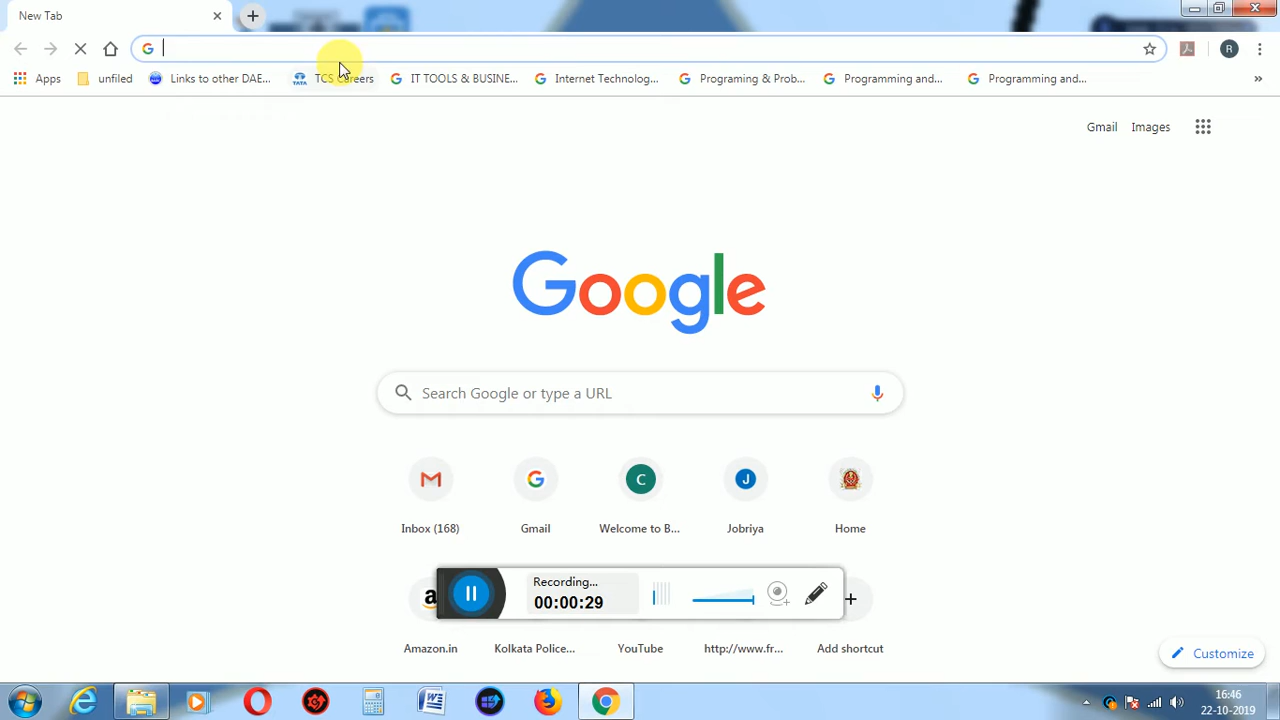 New Tab
Apps unfiled Links to other DAE... TCS Careers IT TOOLS & BUSINE... Internet Technolog... Programing & Prob... Programming and... Programming and...
Gmail Images
Google
Search Google or type a URL
Inbox (168) Gmail Welcome to B... Jobriya Home
Recording...
00:00:29
Amazon.in Kolkata Police... YouTube http://www.fr... Add shortcut
Customize
16:46
22-10-2019